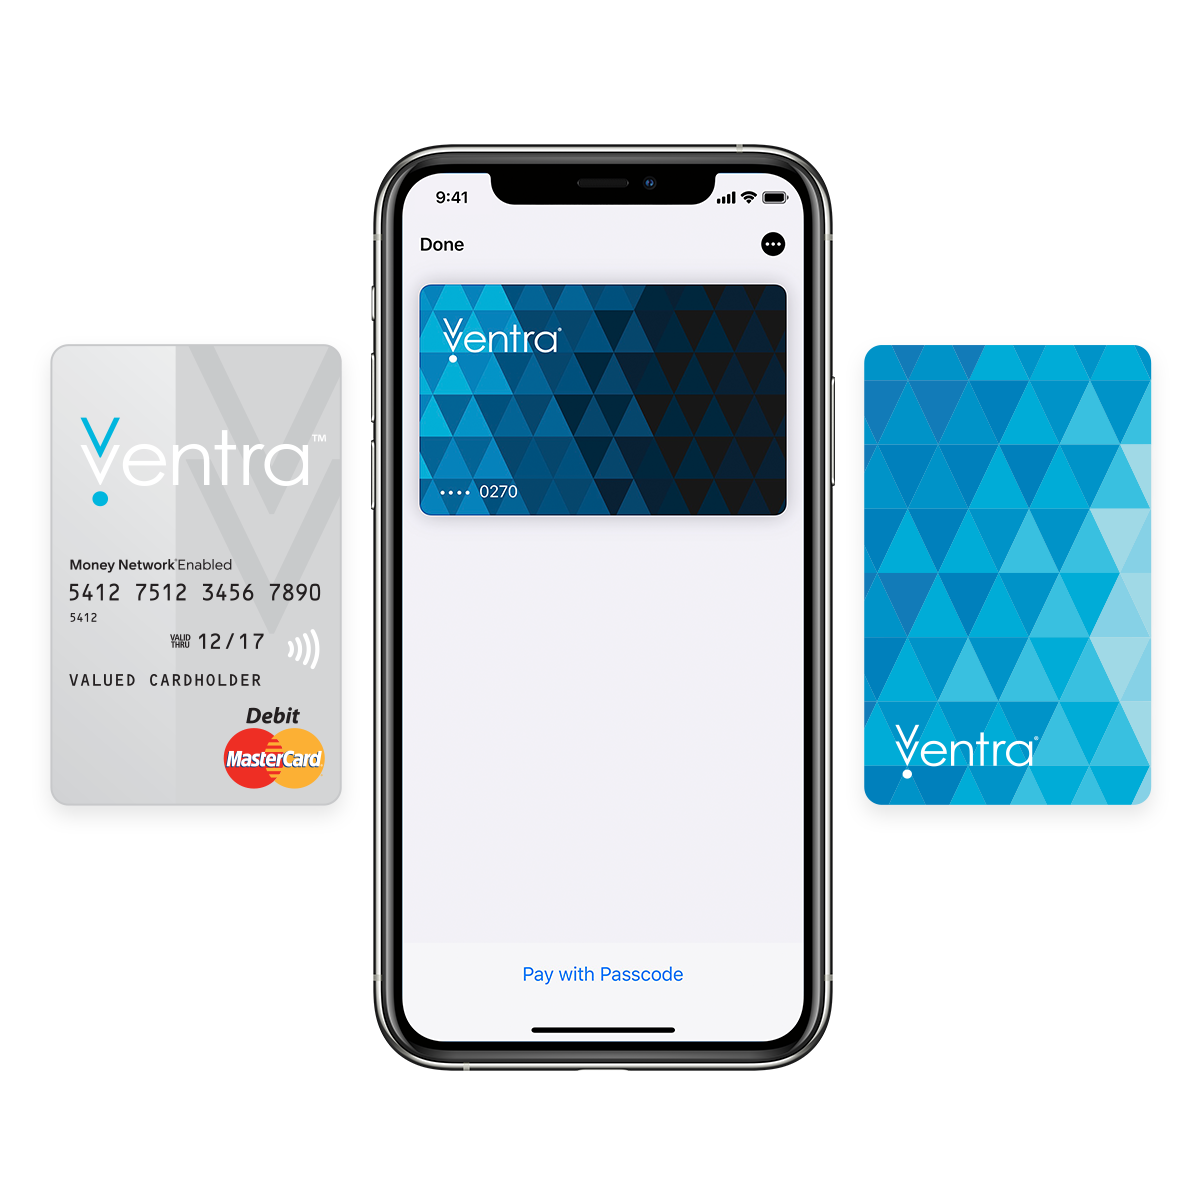 Ventra™
Money Network® Enabled
5412 7512 3456 7890
5412
VALID
THRU
12/17
VALUED CARDHOLDER
Debit
MasterCard
9:41
Done
Ventra®
•••• 0270
Pay with Passcode
Ventra®